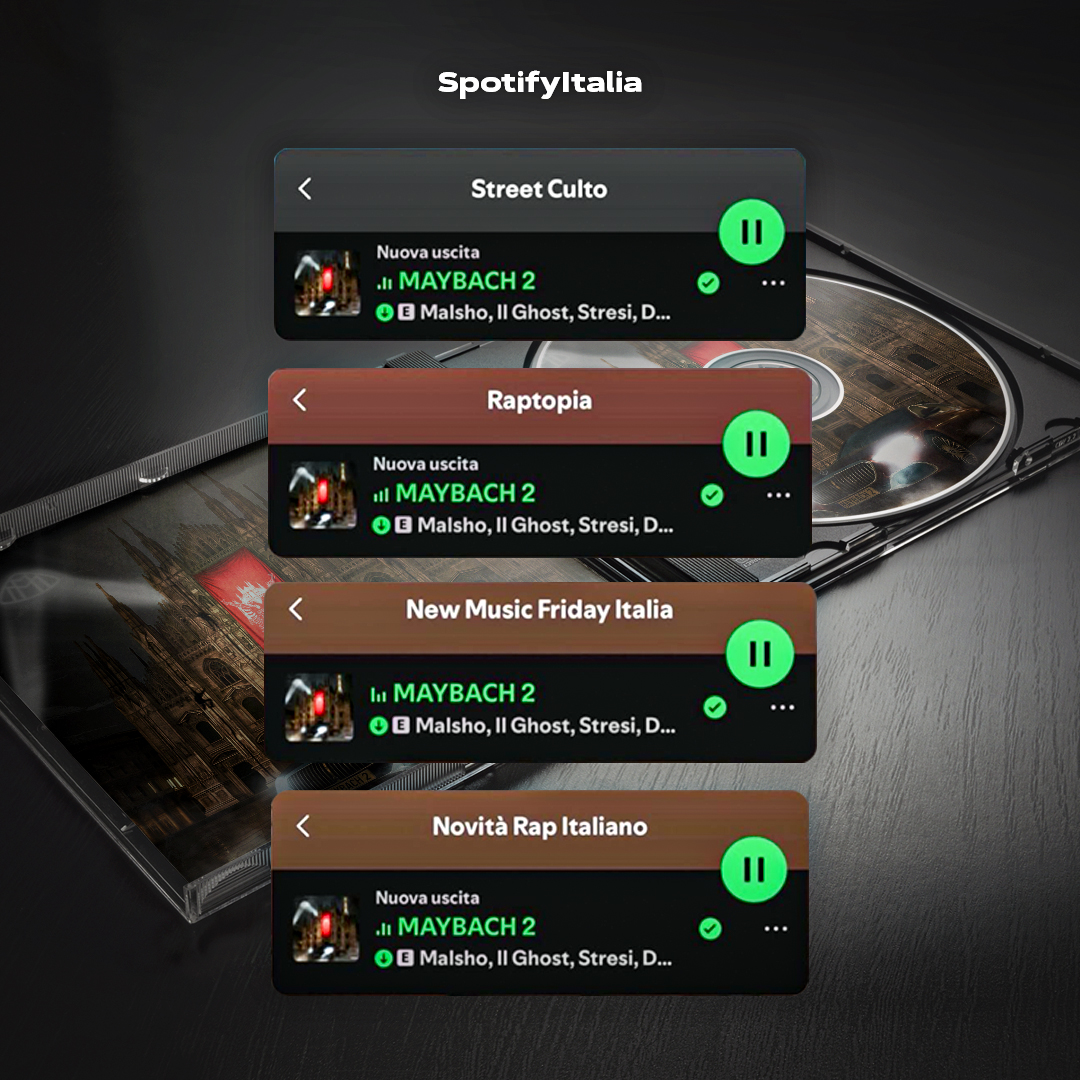 SpotifyItalia
Street Culto
Nuova uscita
MAYBACH 2
E Malsho, Il Ghost, Stresi, D...
Raptopia
Nuova uscita
MAYBACH 2
E Malsho, Il Ghost, Stresi, D...
New Music Friday Italia
MAYBACH 2
E Malsho, Il Ghost, Stresi, D...
Novità Rap Italiano
Nuova uscita
MAYBACH 2
E Malsho, Il Ghost, Stresi, D...